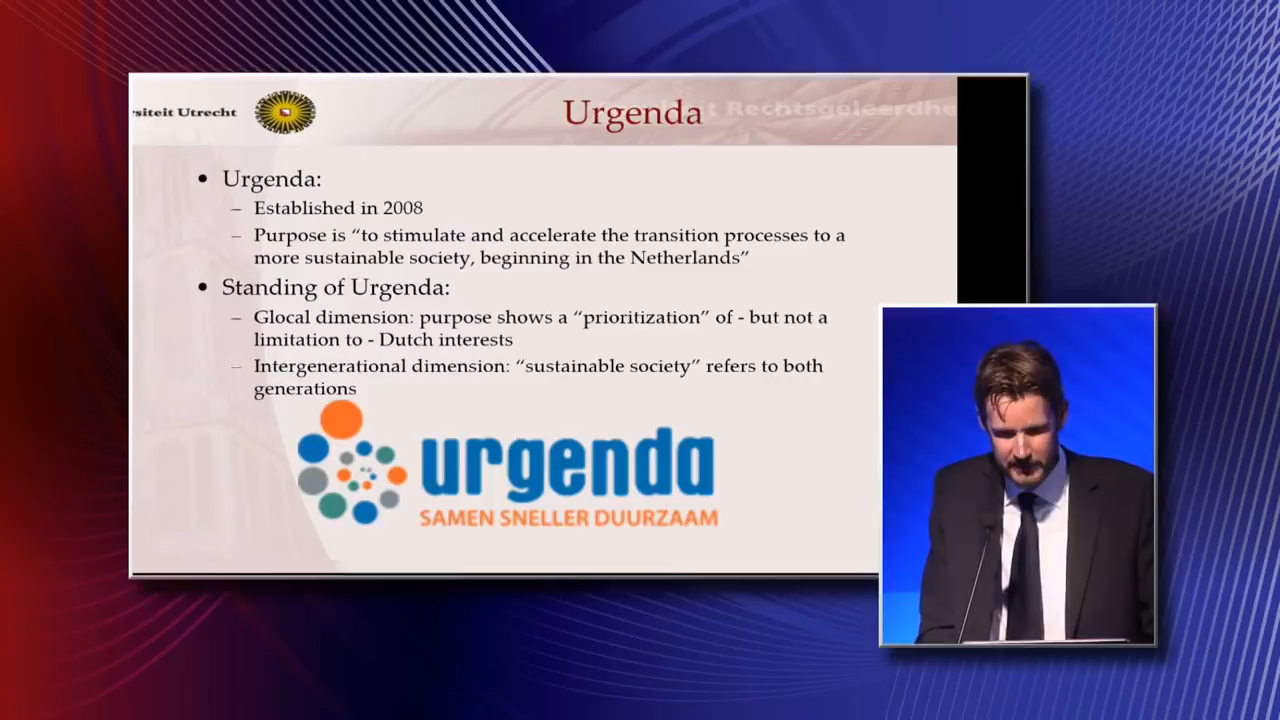 siteit Utrecht
Urgenda
Rechtsgeleerdhe
• Urgenda:
– Established in 2008
– Purpose is “to stimulate and accelerate the transition processes to a
more sustainable society, beginning in the Netherlands”
• Standing of Urgenda:
– Glocal dimension: purpose shows a “prioritization” of - but not a
limitation to - Dutch interests
– Intergenerational dimension: “sustainable society” refers to both
generations
urgenda
SAMEN SNELLER DUURZAAM